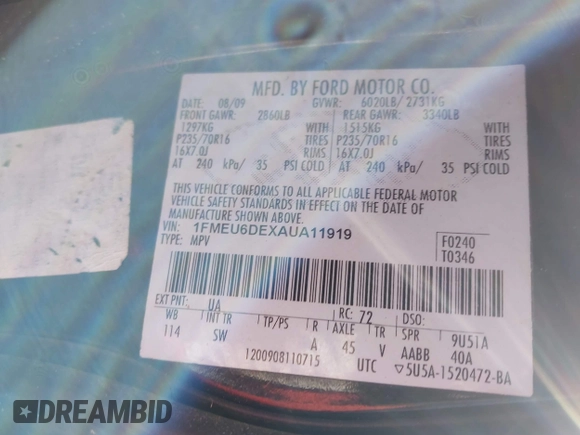 MFD. BY FORD MOTOR CO.
DATE: 08/09 GVWR: 6020LB/ 2731KG
FRONT GAWR: 2860LB REAR GAWR: 3340LB
1297KG WITH 1515KG WITH
P235/70R16 TIRES P235/70R16 TIRES
16X7.0J RIMS 16X7.0J RIMS
AT 240 kPa/ 35 PSI COLD AT 240 kPa/ 35 PSI COLD
THIS VEHICLE CONFORMS TO ALL APPLICABLE FEDERAL MOTOR
VEHICLE SAFETY STANDARDS IN EFFECT ON THE DATE OF
MANUFACTURE SHOWN ABOVE.
VIN: 1FMEU6DEXAUA11919
TYPE: MPV
F0240
T0346
EXT PNT: UA RC: 72 DSO:
WB INT TR TP/PS R AXLE TR SPR 9U51A
114 SW A 45 V AABB 40A
1200908110715 UTC ▽5U5A-1520472-BA
DREAMBID